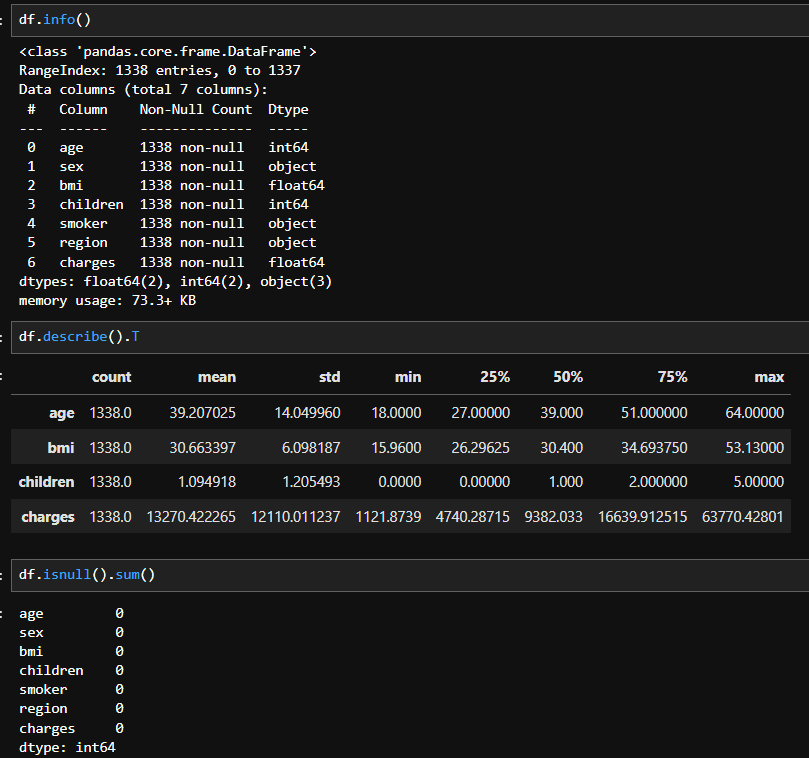 df.info()
<class 'pandas.core.frame.DataFrame'>
RangeIndex: 1338 entries, 0 to 1337
Data columns (total 7 columns):
 #   Column    Non-Null Count  Dtype
---  ------    --------------  -----
 0   age       1338 non-null   int64
 1   sex       1338 non-null   object
 2   bmi       1338 non-null   float64
 3   children  1338 non-null   int64
 4   smoker    1338 non-null   object
 5   region    1338 non-null   object
 6   charges   1338 non-null   float64
dtypes: float64(2), int64(2), object(3)
memory usage: 73.3+ KB
df.describe().T
count mean std min 25% 50% 75% max
age 1338.0 39.207025 14.049960 18.0000 27.00000 39.000 51.000000 64.00000
bmi 1338.0 30.663397 6.098187 15.9600 26.29625 30.400 34.693750 53.13000
children 1338.0 1.094918 1.205493 0.0000 0.00000 1.000 2.000000 5.00000
charges 1338.0 13270.422265 12110.011237 1121.8739 4740.28715 9382.033 16639.912515 63770.42801
df.isnull().sum()
age         0
sex         0
bmi         0
children    0
smoker      0
region      0
charges     0
dtype: int64